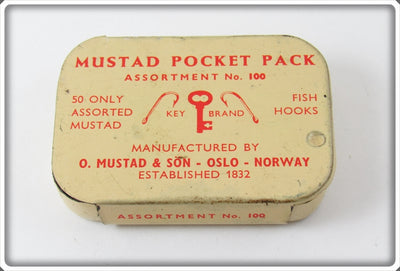 MUSTAD POCKET PACK
ASSORTMENT No. 100
50 ONLY
ASSORTED
MUSTAD
KEY BRAND
FISH
HOOKS
MANUFACTURED BY
O. MUSTAD & SÖN - OSLO - NORWAY
ESTABLISHED 1832
ASSORTMENT No. 100